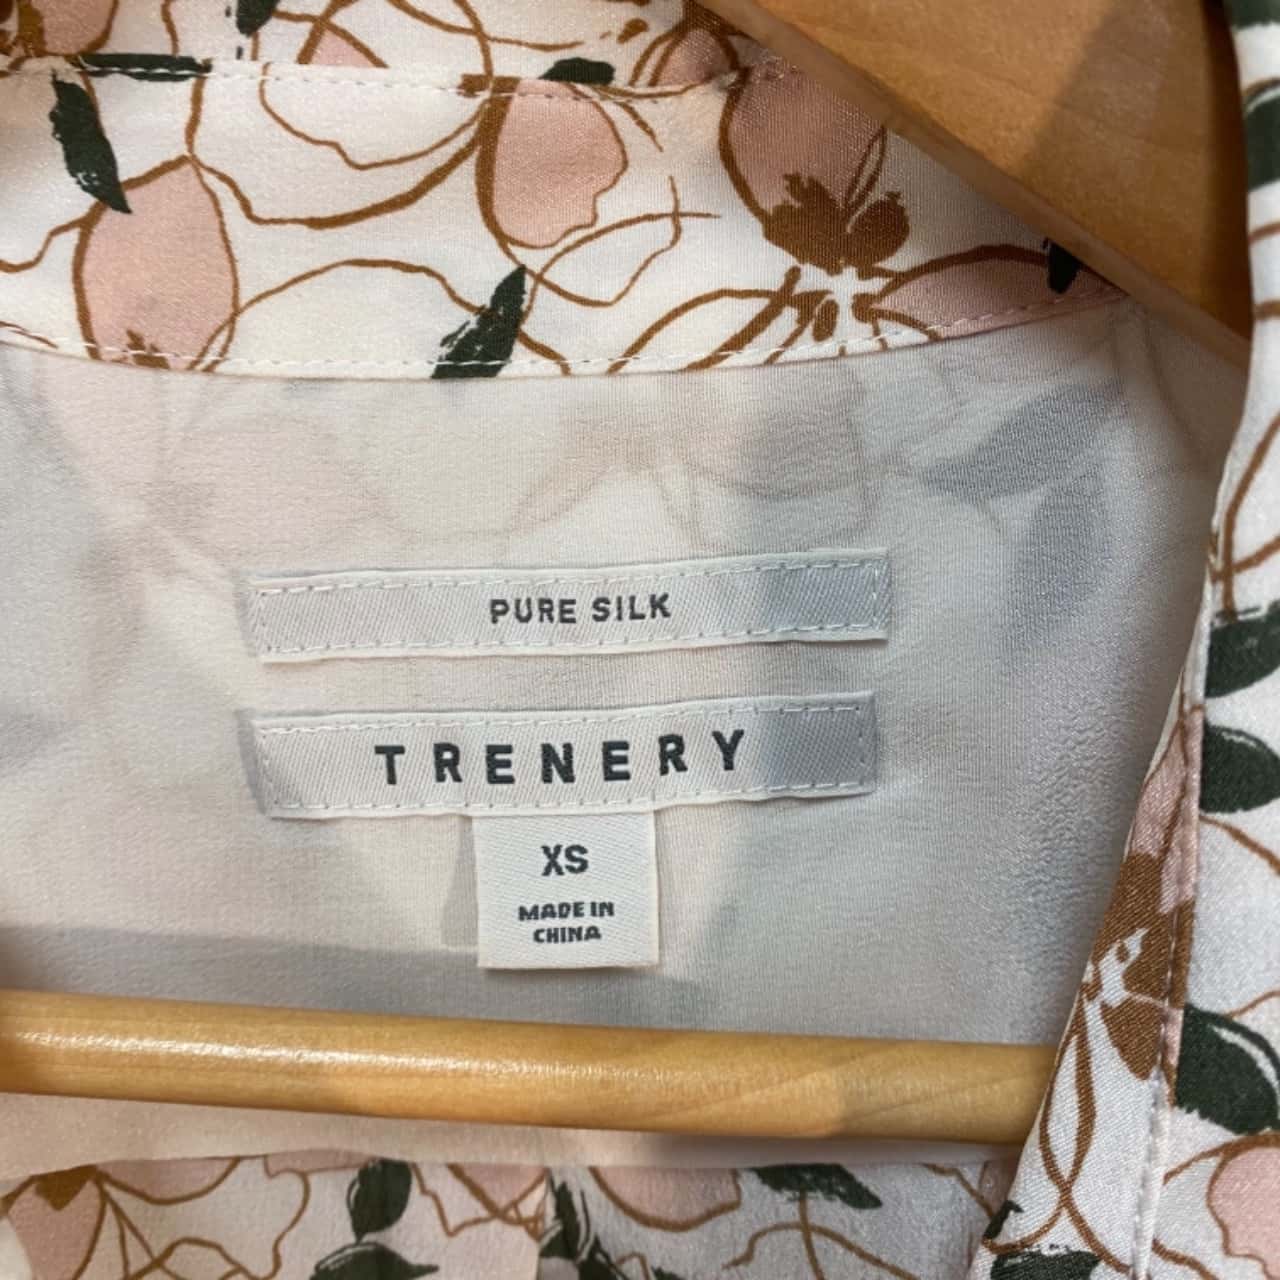 PURE SILK
TRENERY
XS
MADE IN
CHINA